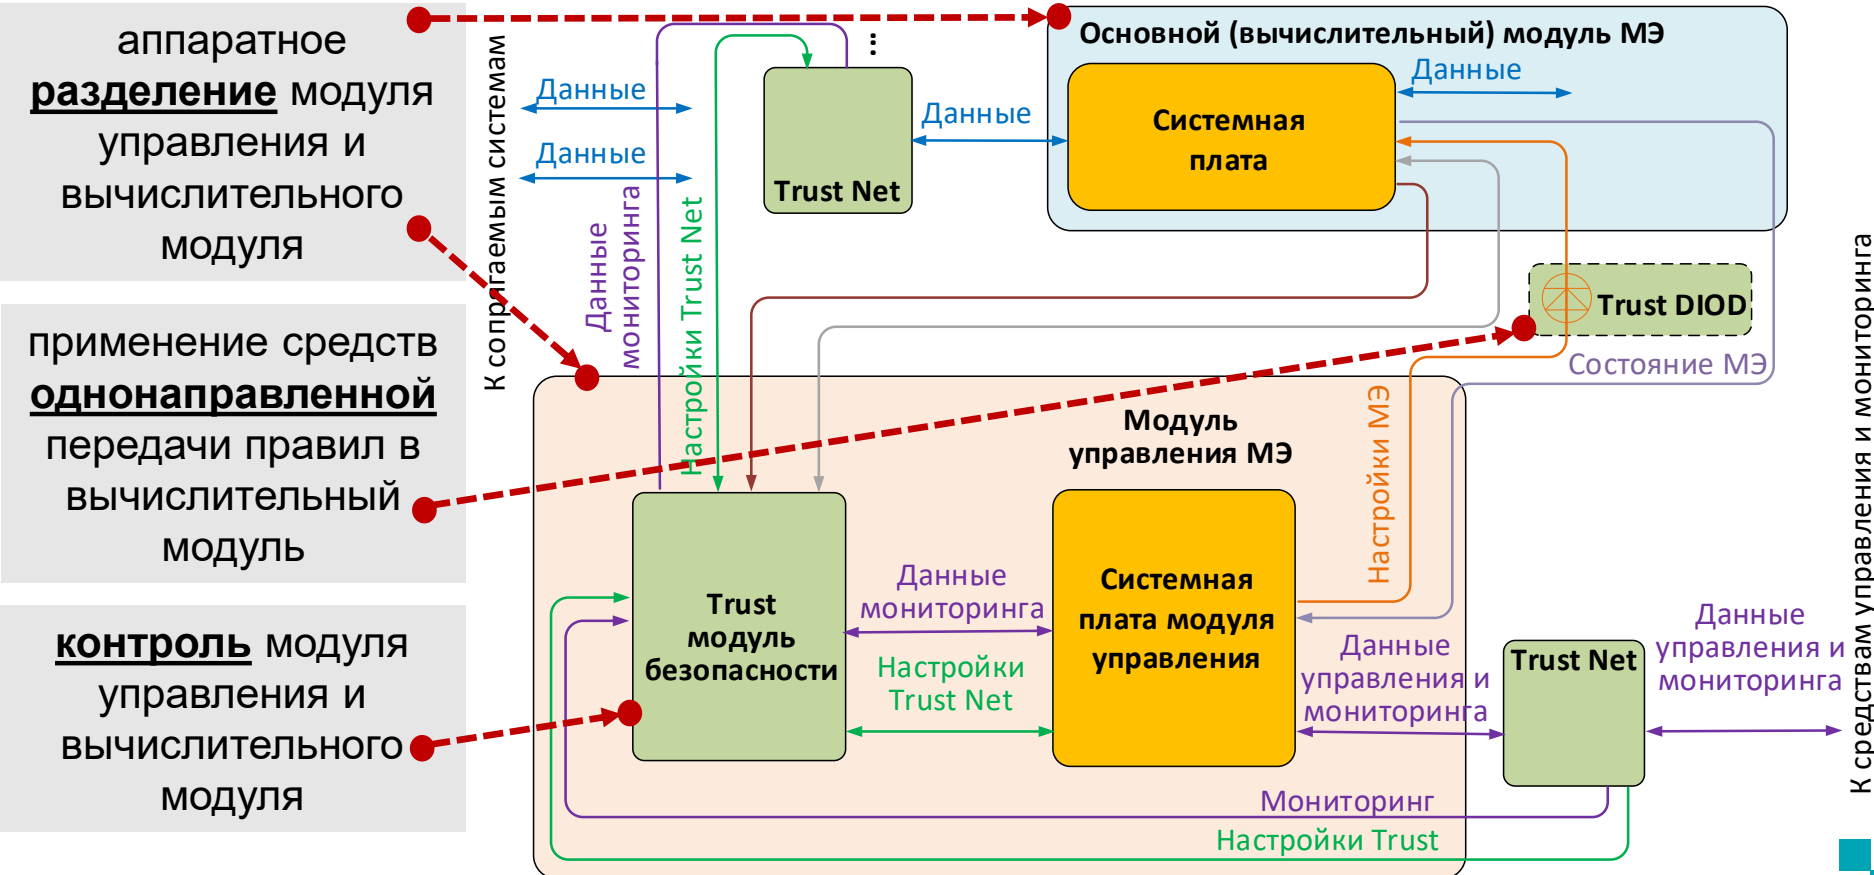 аппаратное
разделение модуля
управления и
вычислительного
модуля
применение средств
однонаправленной
передачи правил в
вычислительный
модуль
контроль модуля
управления и
вычислительного
модуля
К сопрягаемым системам
Данные
Данные
Данные
мониторинга
Настройки Trust Net
...
Trust Net
Данные
Основной (вычислительный) модуль МЭ
Системная
плата
Данные
Trust DIOD
Состояние МЭ
Модуль
управления МЭ
Настройки МЭ
Trust
модуль
безопасности
Данные
мониторинга
Настройки
Trust Net
Системная
плата модуля
управления
Данные
управления и
мониторинга
Trust Net
Данные
управления и
мониторинга
Мониторинг
Настройки Trust
К средствам управления и мониторинга